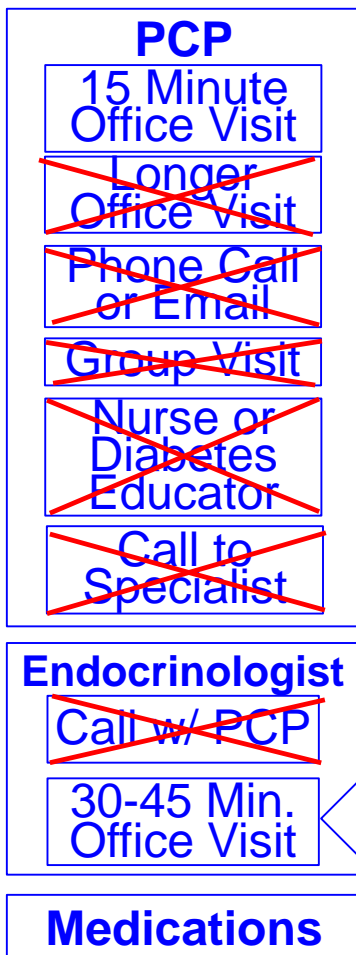 PCP
15 Minute
Office Visit
Longer
Office Visit
Phone Call
or Email
Group Visit
Nurse or
Diabetes
Educator
Call to
Specialist
Endocrinologist
Call w/ PCP
30-45 Min.
Office Visit
Medications